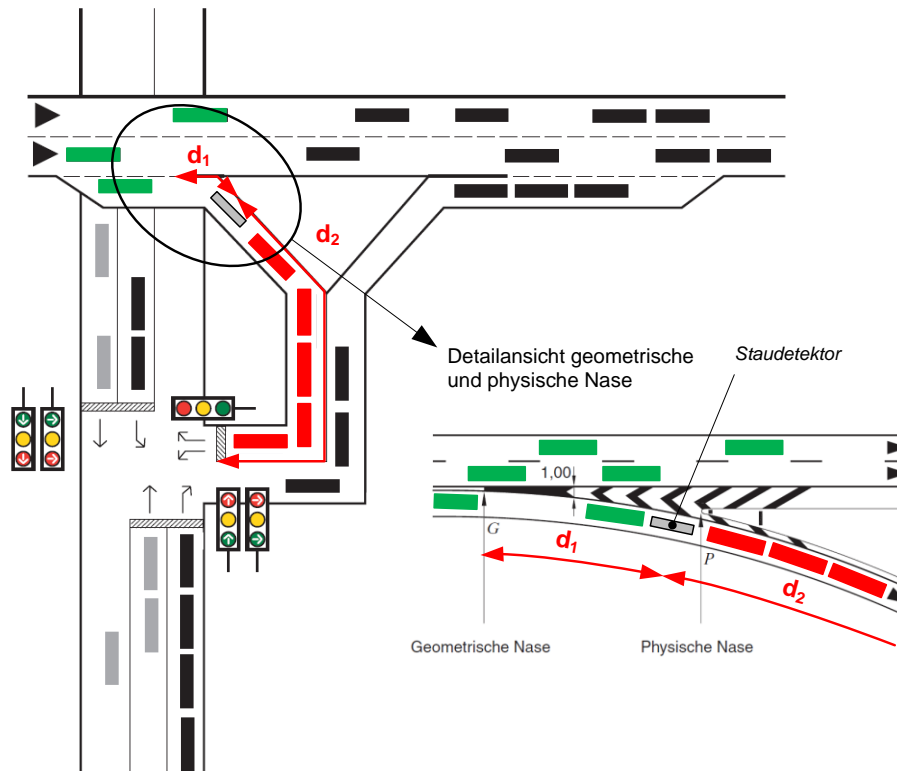 d1
d2
Detailansicht geometrische
und physische Nase
Staudetektor
1,00
G
d1
P
d2
Geometrische Nase
Physische Nase